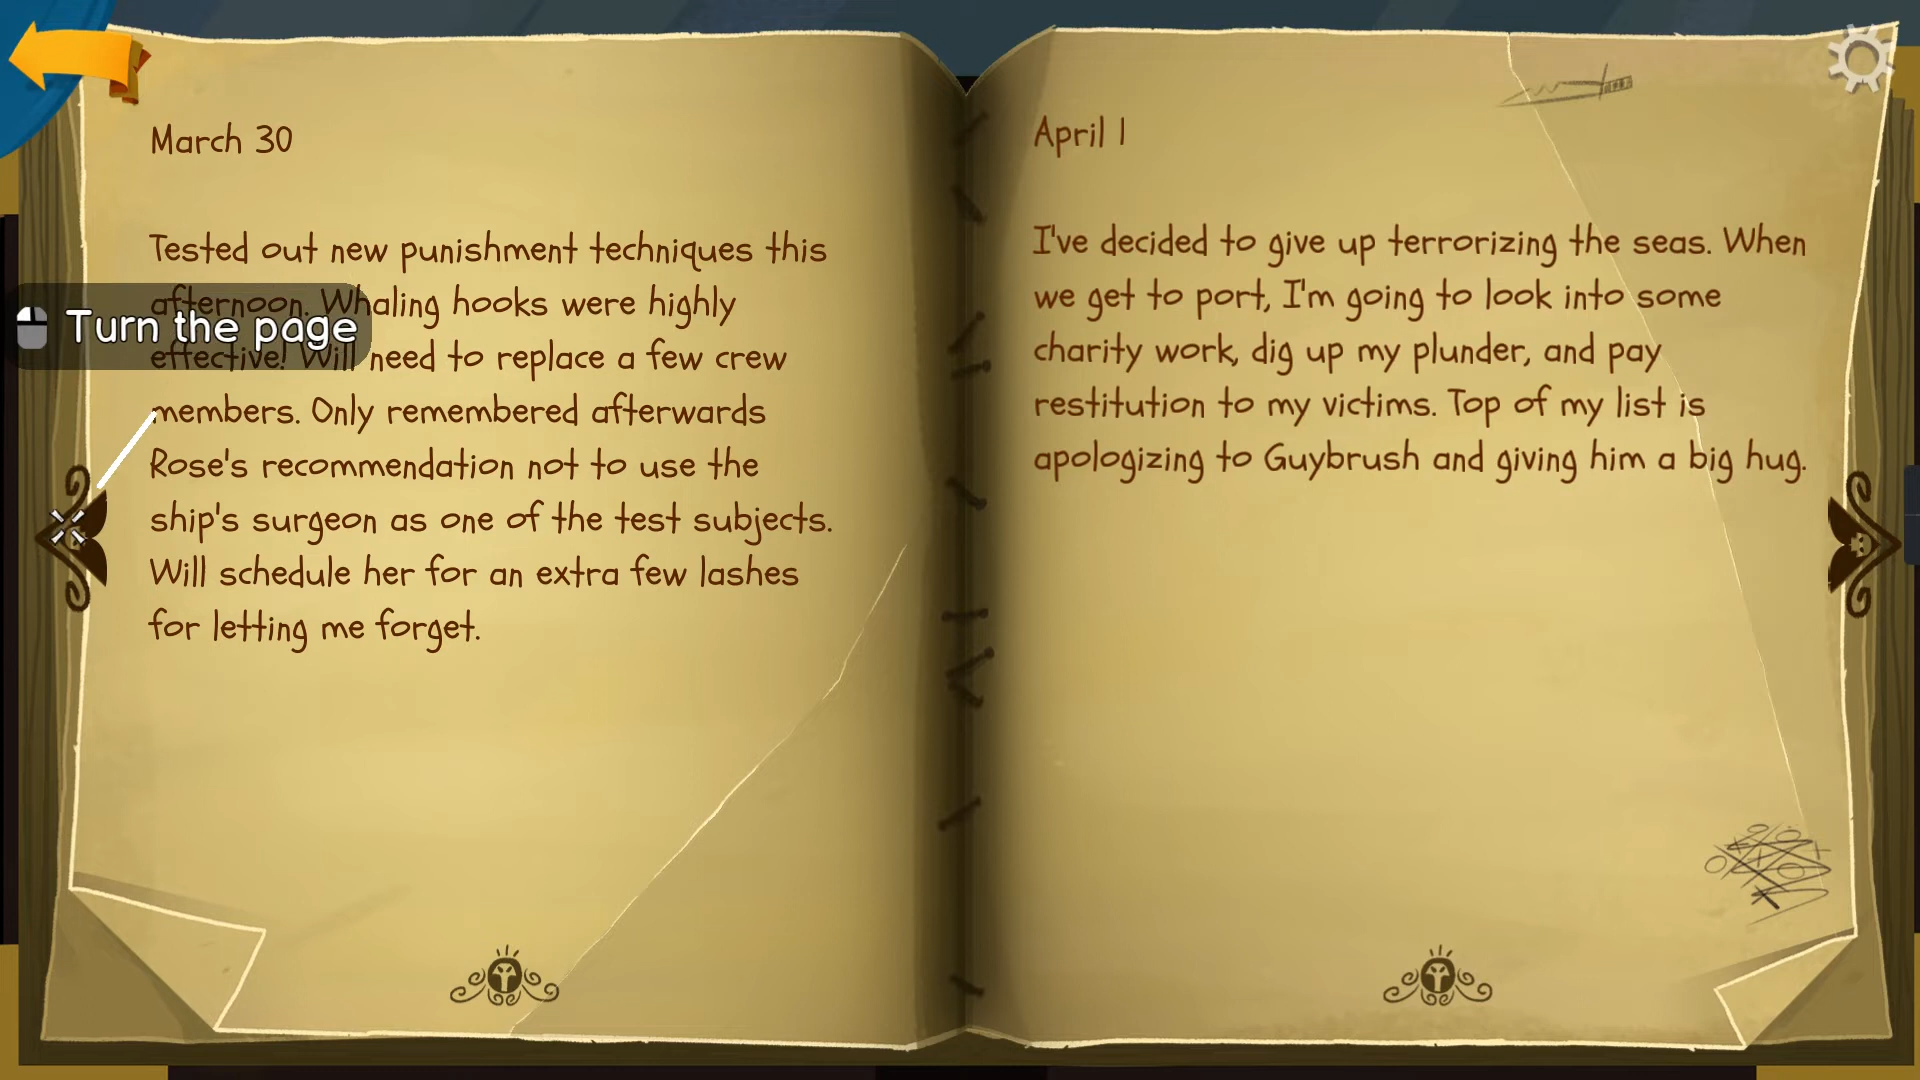 March 30
Tested out new punishment techniques this
afternoon. Whaling hooks were highly
effective! Will need to replace a few crew
members. Only remembered afterwards
Rose's recommendation not to use the
ship's surgeon as one of the test subjects.
Will schedule her for an extra few lashes
for letting me forget.
Turn the page
April 1
I've decided to give up terrorizing the seas. When
we get to port, I'm going to look into some
charity work, dig up my plunder, and pay
restitution to my victims. Top of my list is
apologizing to Guybrush and giving him a big hug.